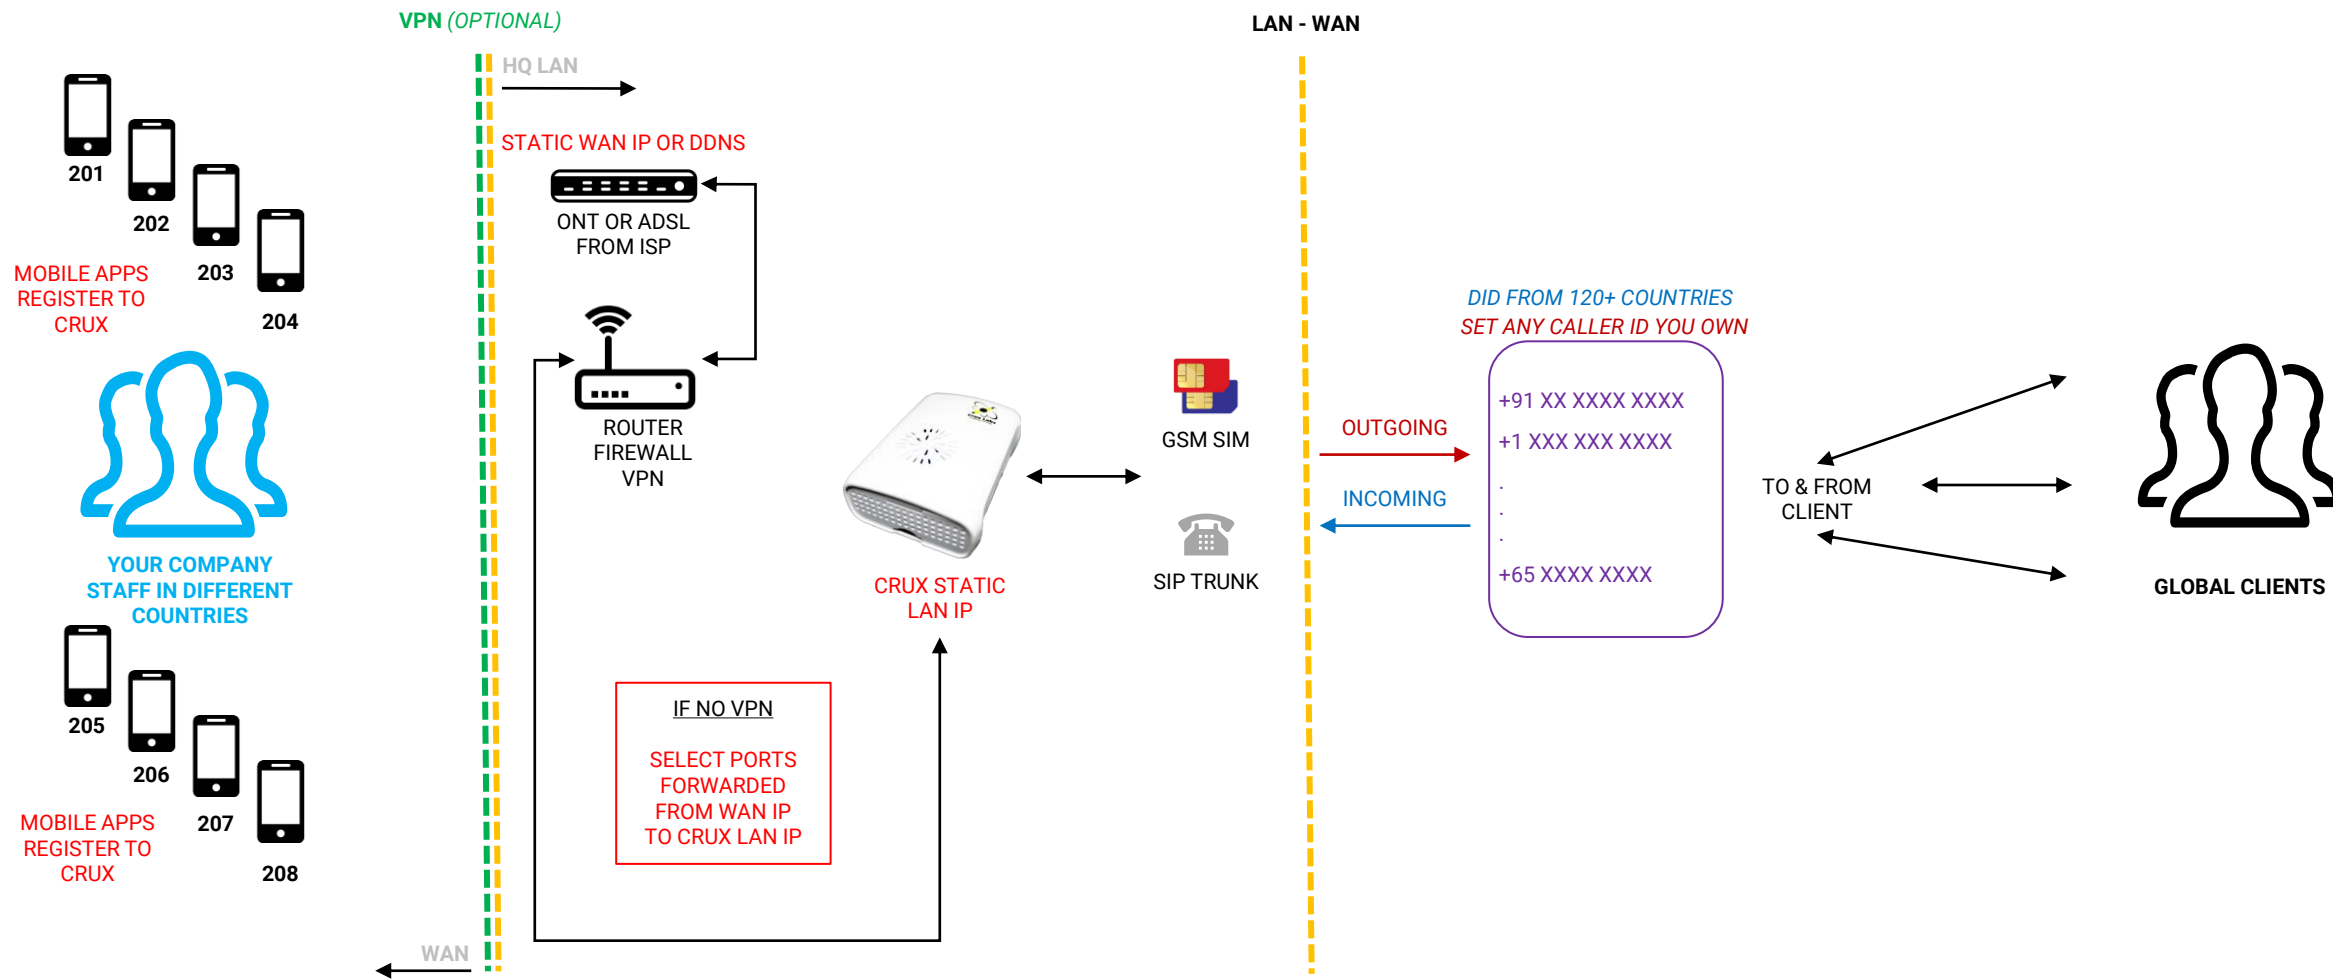 VPN (OPTIONAL)
LAN - WAN
HQ LAN
STATIC WAN IP OR DDNS
201
202
203
204
MOBILE APPS
REGISTER TO
CRUX
ONT OR ADSL
FROM ISP
ROUTER
FIREWALL
VPN
YOUR COMPANY
STAFF IN DIFFERENT
COUNTRIES
205
206
207
208
MOBILE APPS
REGISTER TO
CRUX
WAN
IF NO VPN
SELECT PORTS
FORWARDED
FROM WAN IP
TO CRUX LAN IP
CRUX STATIC
LAN IP
GSM SIM
SIP TRUNK
OUTGOING
INCOMING
DID FROM 120+ COUNTRIES
SET ANY CALLER ID YOU OWN
+91 XX XXXX XXXX
+1 XXX XXX XXXX
.
.
.
+65 XXXX XXXX
TO & FROM
CLIENT
GLOBAL CLIENTS